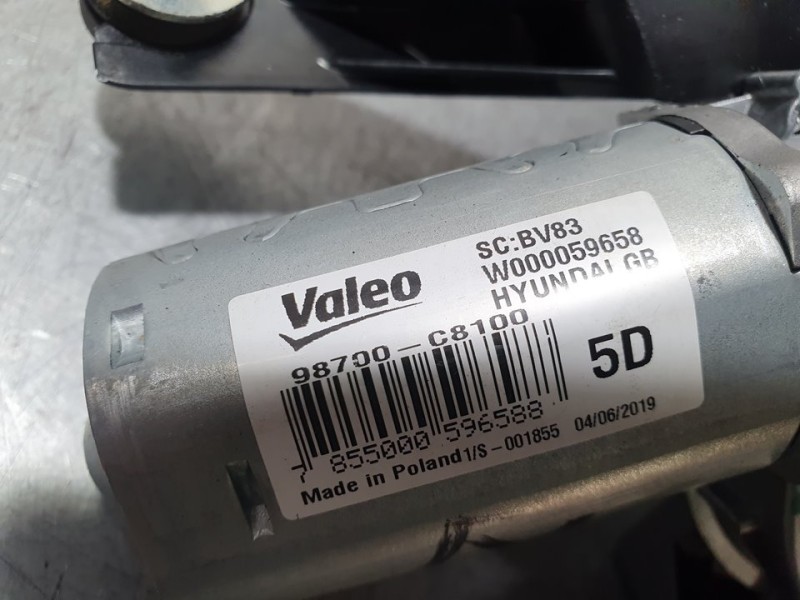 Valeo
SC:BV83
W000059658
HYUNDAI GB
98700-C8100
5D
7 855000 596588
Made in Poland 1/S-001855 04/06/2019